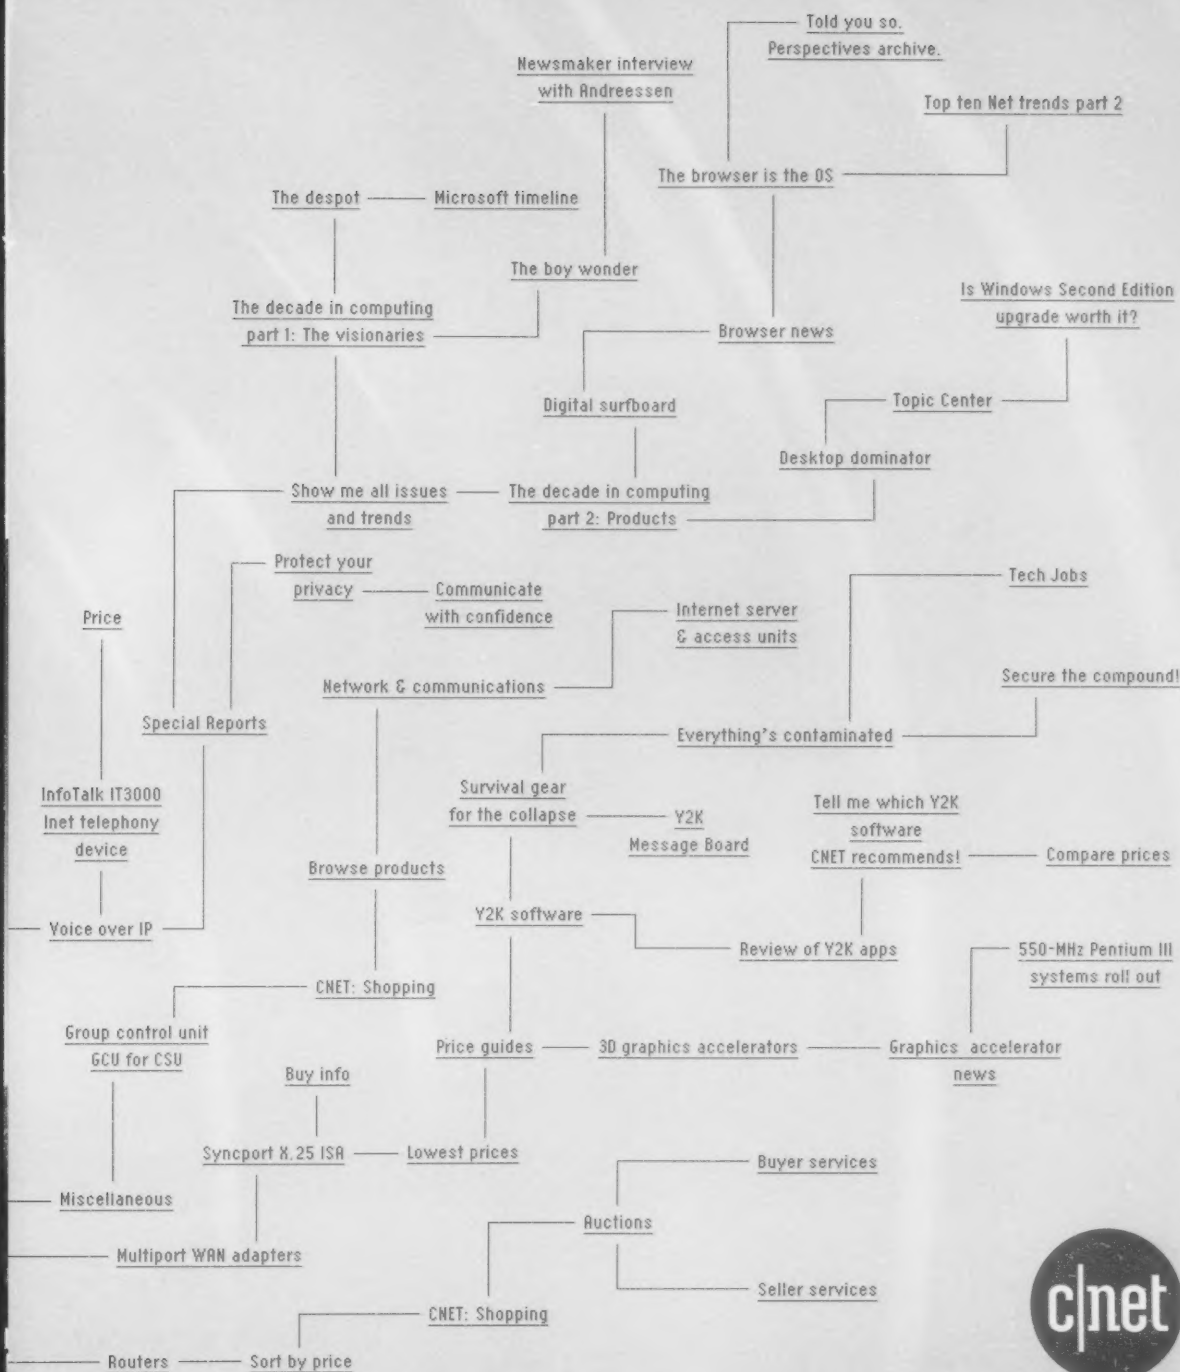 Told you so.
Perspectives archive.
Newsmaker interview
with Andreessen
Top ten Net trends part 2
The browser is the OS
The despot
Microsoft timeline
The boy wonder
Is Windows Second Edition
upgrade worth it?
The decade in computing
part 1: The visionaries
Browser news
Digital surfboard
Topic Center
Desktop dominator
Show me all issues
and trends
The decade in computing
part 2: Products
Protect your
privacy
Communicate
with confidence
Tech Jobs
Price
Internet server
& access units
Network & communications
Secure the compound!
Special Reports
Everything's contaminated
Survival gear
for the collapse
InfoTalk IT3000
Inet telephony
device
Y2K
Message Board
Tell me which Y2K
software
CNET recommends!
Compare prices
Browse products
Voice over IP
Y2K software
Review of Y2K apps
550-MHz Pentium III
systems roll out
CNET: Shopping
Group control unit
GCU for CSU
Price guides
3D graphics accelerators
Graphics accelerator
news
Buy info
Syncport X.25 ISA
Lowest prices
Buyer services
Miscellaneous
Auctions
Multiport WAN adapters
Seller services
CNET: Shopping
c|net
Routers
Sort by price